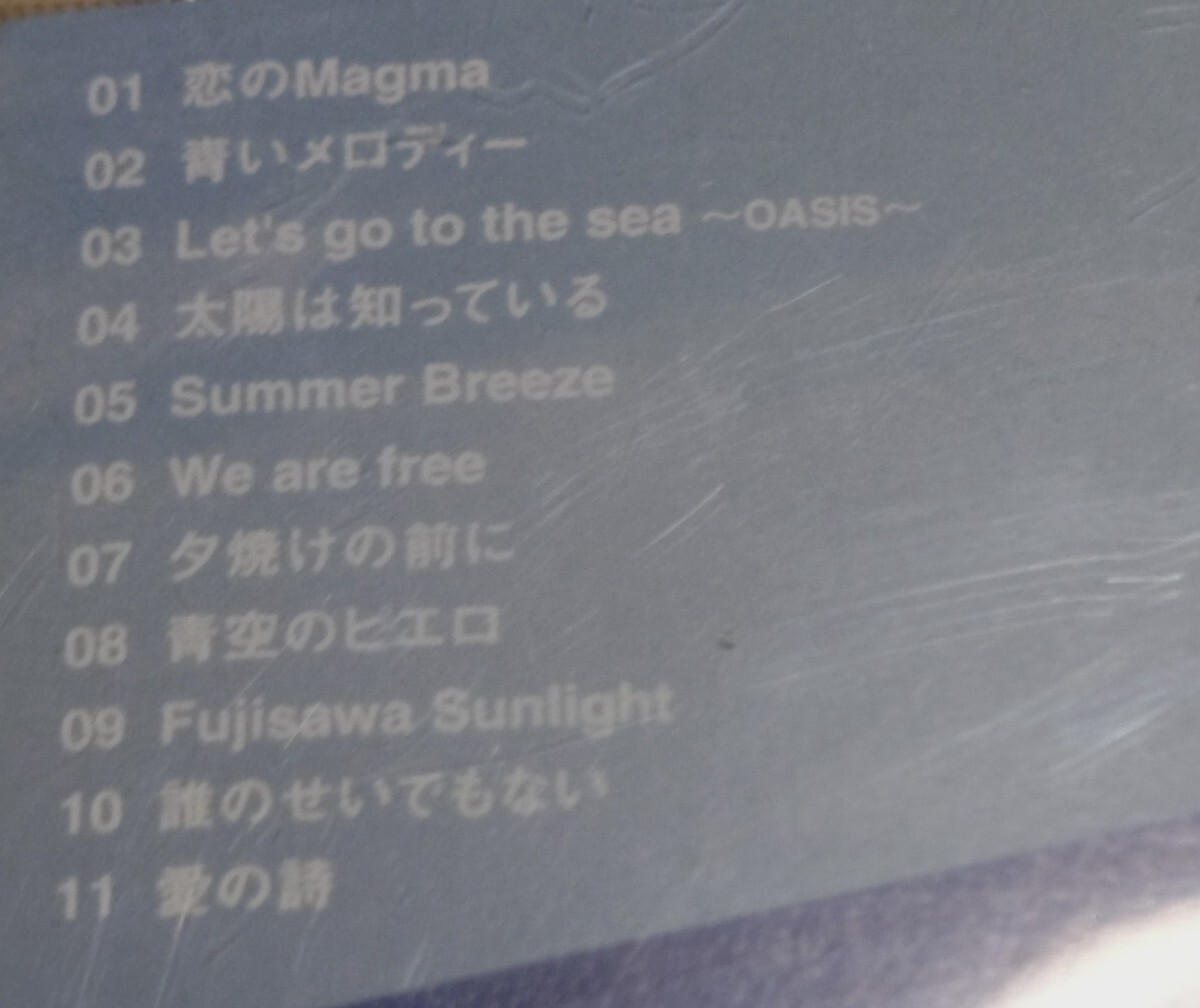 01 恋のMagma
02 青いメロディー
03 Let's go to the sea ～OASIS～
04 太陽は知っている
05 Summer Breeze
06 We are free
07 夕焼けの前に
08 青空のピエロ
09 Fujisawa Sunlight
10 誰のせいでもない
11 愛の詩